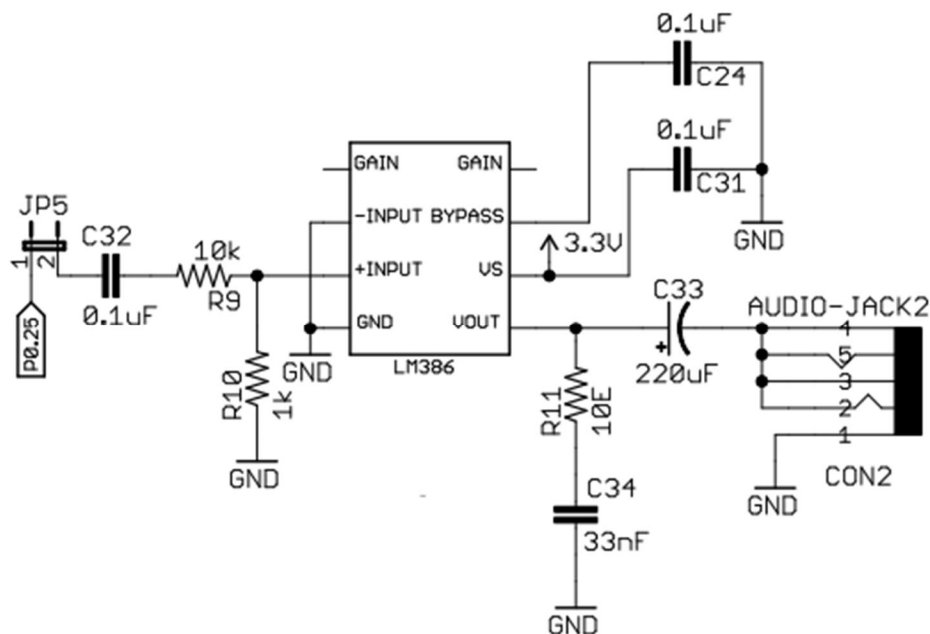 0.1uF
C24
0.1uF
C31
GND
GAIN GAIN
-INPUT BYPASS
+INPUT VS
GND VOUT
LM386
3.3V
JP5
1 2
P0.25
C32
0.1uF
10k
R9
R10
1k
GND
GND
C33
+
220uF
R11
10E
C34
33nF
GND
AUDIO-JACK2
4
5
3
2
1
CON2
GND